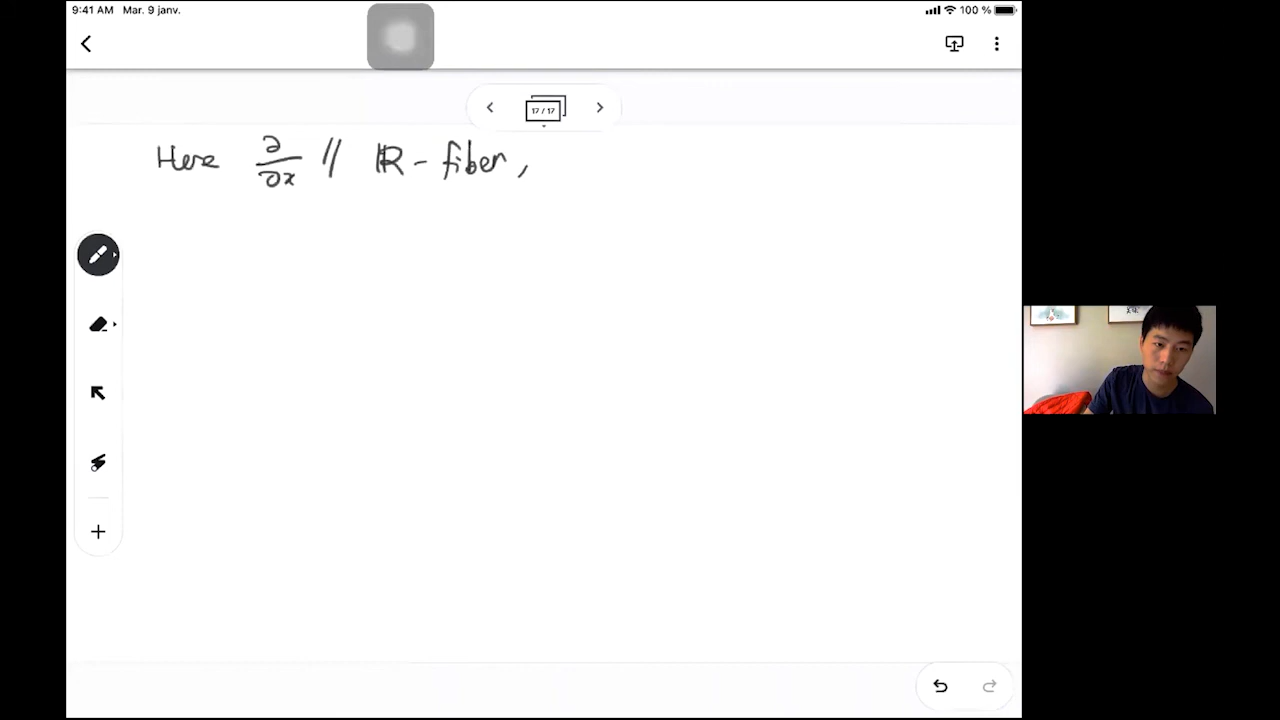 9:41 AM Mar. 9 janv. 100 %
17 / 17
Here ∂/∂x // ℝ - fiber,